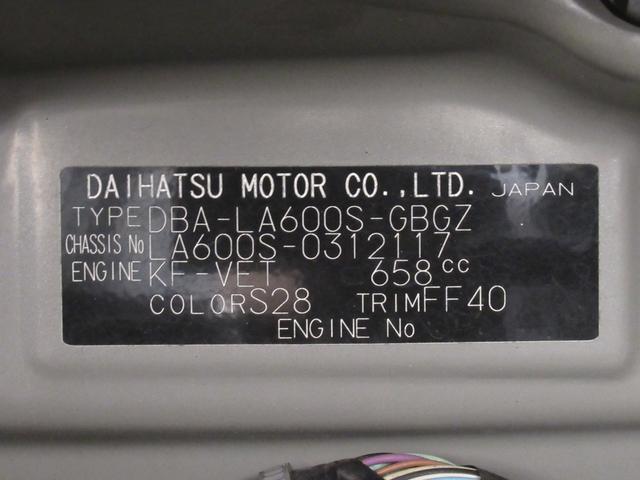 DAIHATSU MOTOR CO.,LTD. JAPAN
TYPE DBA-LA600S-GBGZ
CHASSIS No LA600S-0312117
ENGINE KF-VET 658cc
COLOR S28 TRIM FF40
ENGINE No